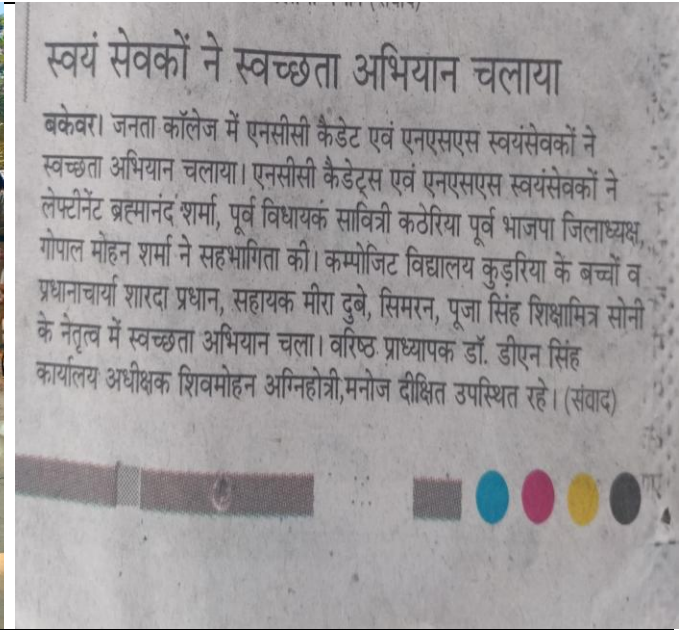 स्वयं सेवकों ने स्वच्छता अभियान चलाया
बकेवर। जनता कॉलेज में एनसीसी कैडेट एवं एनएसएस स्वयंसेवकों ने
स्वच्छता अभियान चलाया। एनसीसी कैडेट्स एवं एनएसएस स्वयंसेवकों ने
लेफ्टीनेंट ब्रह्मानंद शर्मा, पूर्व विधायक सावित्री कठेरिया पूर्व भाजपा जिलाध्यक्ष,
गोपाल मोहन शर्मा ने सहभागिता की। कम्पोजिट विद्यालय कुड़रिया के बच्चों व
प्रधानाचार्या शारदा प्रधान, सहायक मीरा दुबे, सिमरन, पूजा सिंह शिक्षामित्र सोनी
के नेतृत्व में स्वच्छता अभियान चला। वरिष्ठ प्राध्यापक डॉ. डीएन सिंह
कार्यालय अधीक्षक शिवमोहन अग्निहोत्री,मनोज दीक्षित उपस्थित रहे। (संवाद)